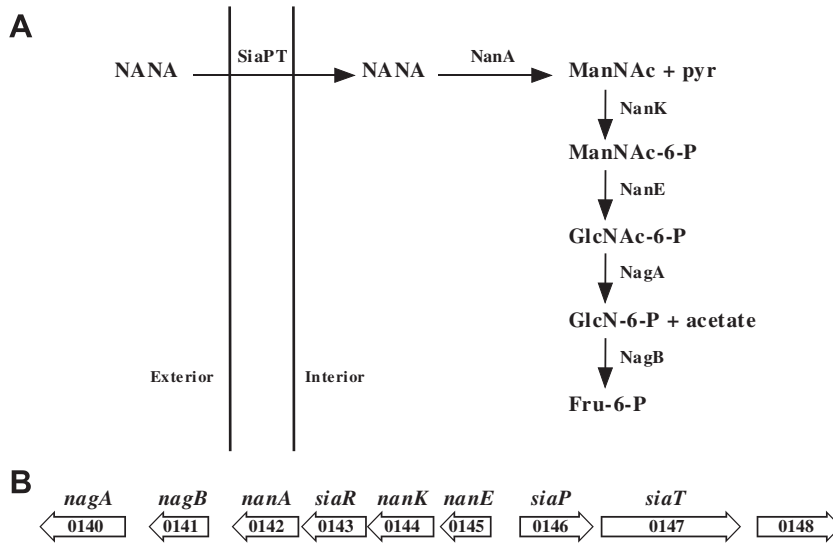 A
NANA SiaPT NANA NanA ManNAc + pyr
NanK
ManNAc-6-P
NanE
GlcNAc-6-P
NagA
GlcN-6-P + acetate
NagB
Exterior Interior
Fru-6-P
B
nagA nagB nanA siaR nanK nanE siaP siaT
0140 0141 0142 0143 0144 0145 0146 0147 0148